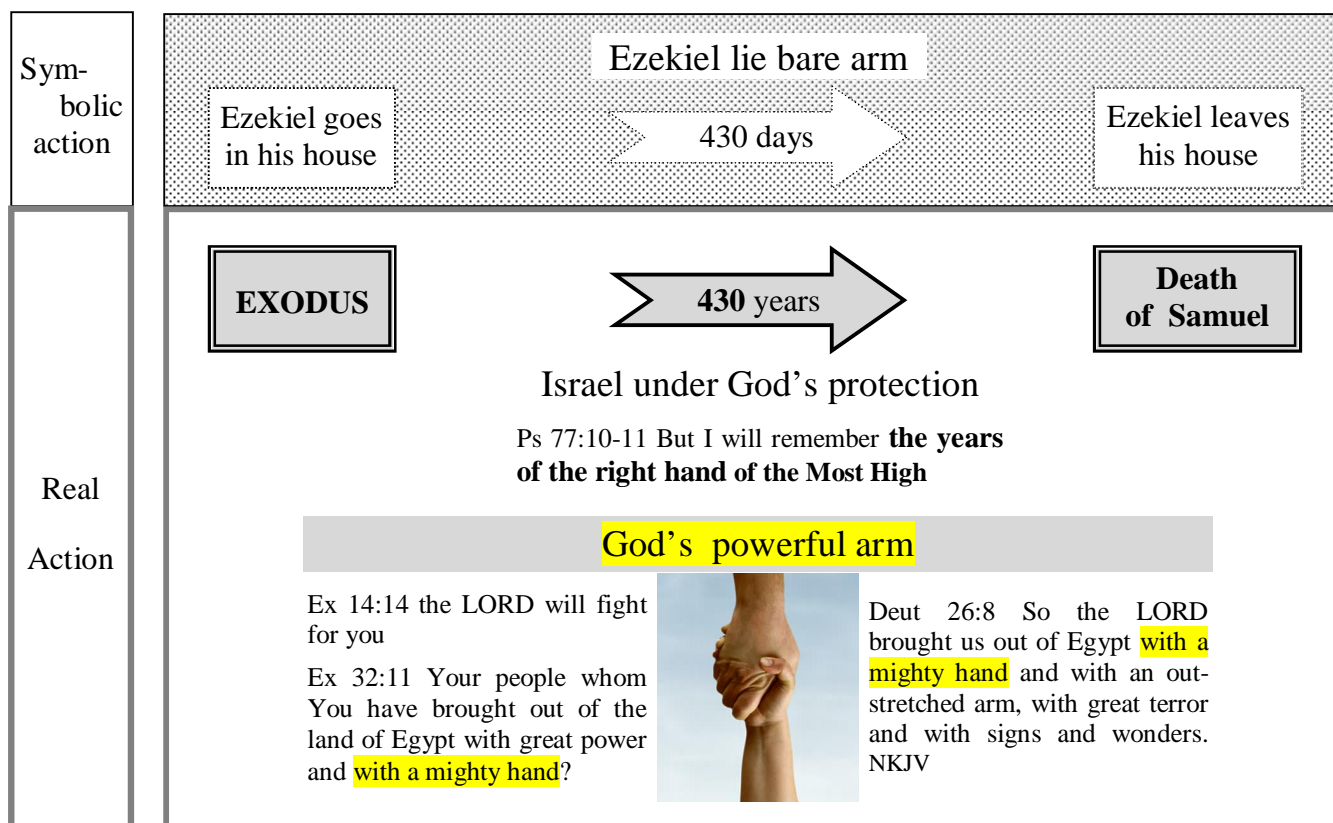 Sym-
bolic
action
Ezekiel lie bare arm
Ezekiel goes
in his house
430 days
Ezekiel leaves
his house
Real
Action
EXODUS
430 years
Death
of Samuel
Israel under God’s protection
Ps 77:10-11 But I will remember the years
of the right hand of the Most High
God’s powerful arm
Ex 14:14 the LORD will fight
for you
Ex 32:11 Your people whom
You have brought out of the
land of Egypt with great power
and with a mighty hand?
Deut 26:8 So the LORD
brought us out of Egypt with a
mighty hand and with an out-
stretched arm, with great terror
and with signs and wonders.
NKJV